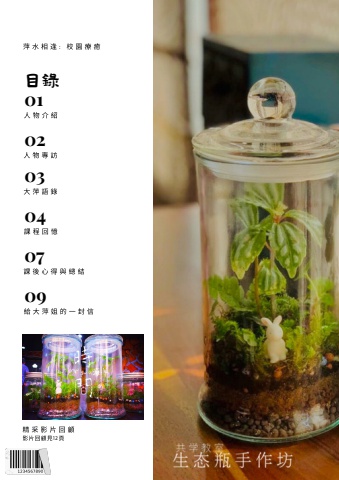 萍水相逢: 校園療癒
目錄
01
人物介紹
02
人物專訪
03
大萍語錄
04
課程回憶
07
課後心得與總結
09
給大萍姐的一封信
精采影片回顧
影片回顧見12頁
1234567890
共学教室
生态瓶手作坊